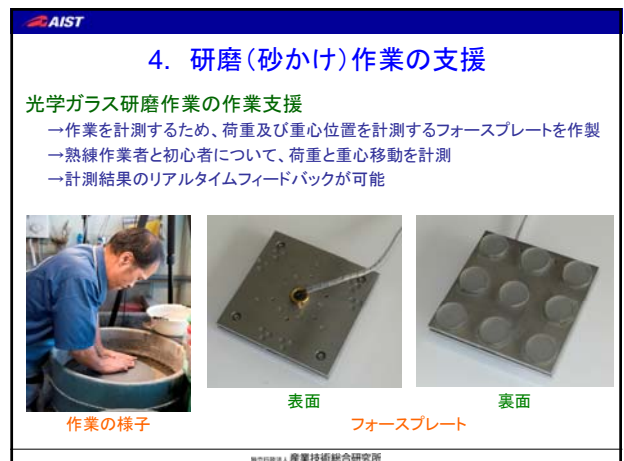 AIST
4. 研磨（砂かけ）作業の支援
光学ガラス研磨作業の作業支援
→作業を計測するため、荷重及び重心位置を計測するフォースプレートを作製
→熟練作業者と初心者について、荷重と重心移動を計測
→計測結果のリアルタイムフィードバックが可能
表面
裏面
作業の様子
フォースプレート
独立行政法人 産業技術総合研究所